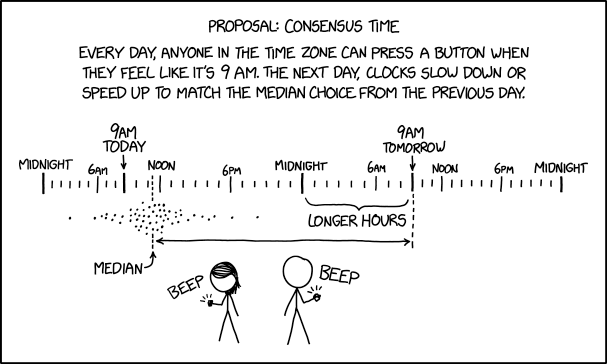 PROPOSAL: CONSENSUS TIME
EVERY DAY, ANYONE IN THE TIME ZONE CAN PRESS A BUTTON WHEN
THEY FEEL LIKE IT'S 9 AM. THE NEXT DAY, CLOCKS SLOW DOWN OR
SPEED UP TO MATCH THE MEDIAN CHOICE FROM THE PREVIOUS DAY.
9AM
TODAY
9AM
TOMORROW
MIDNIGHT
6AM
NOON
6PM
MIDNIGHT
6AM
NOON
6PM
MIDNIGHT
LONGER HOURS
MEDIAN
BEEP
BEEP